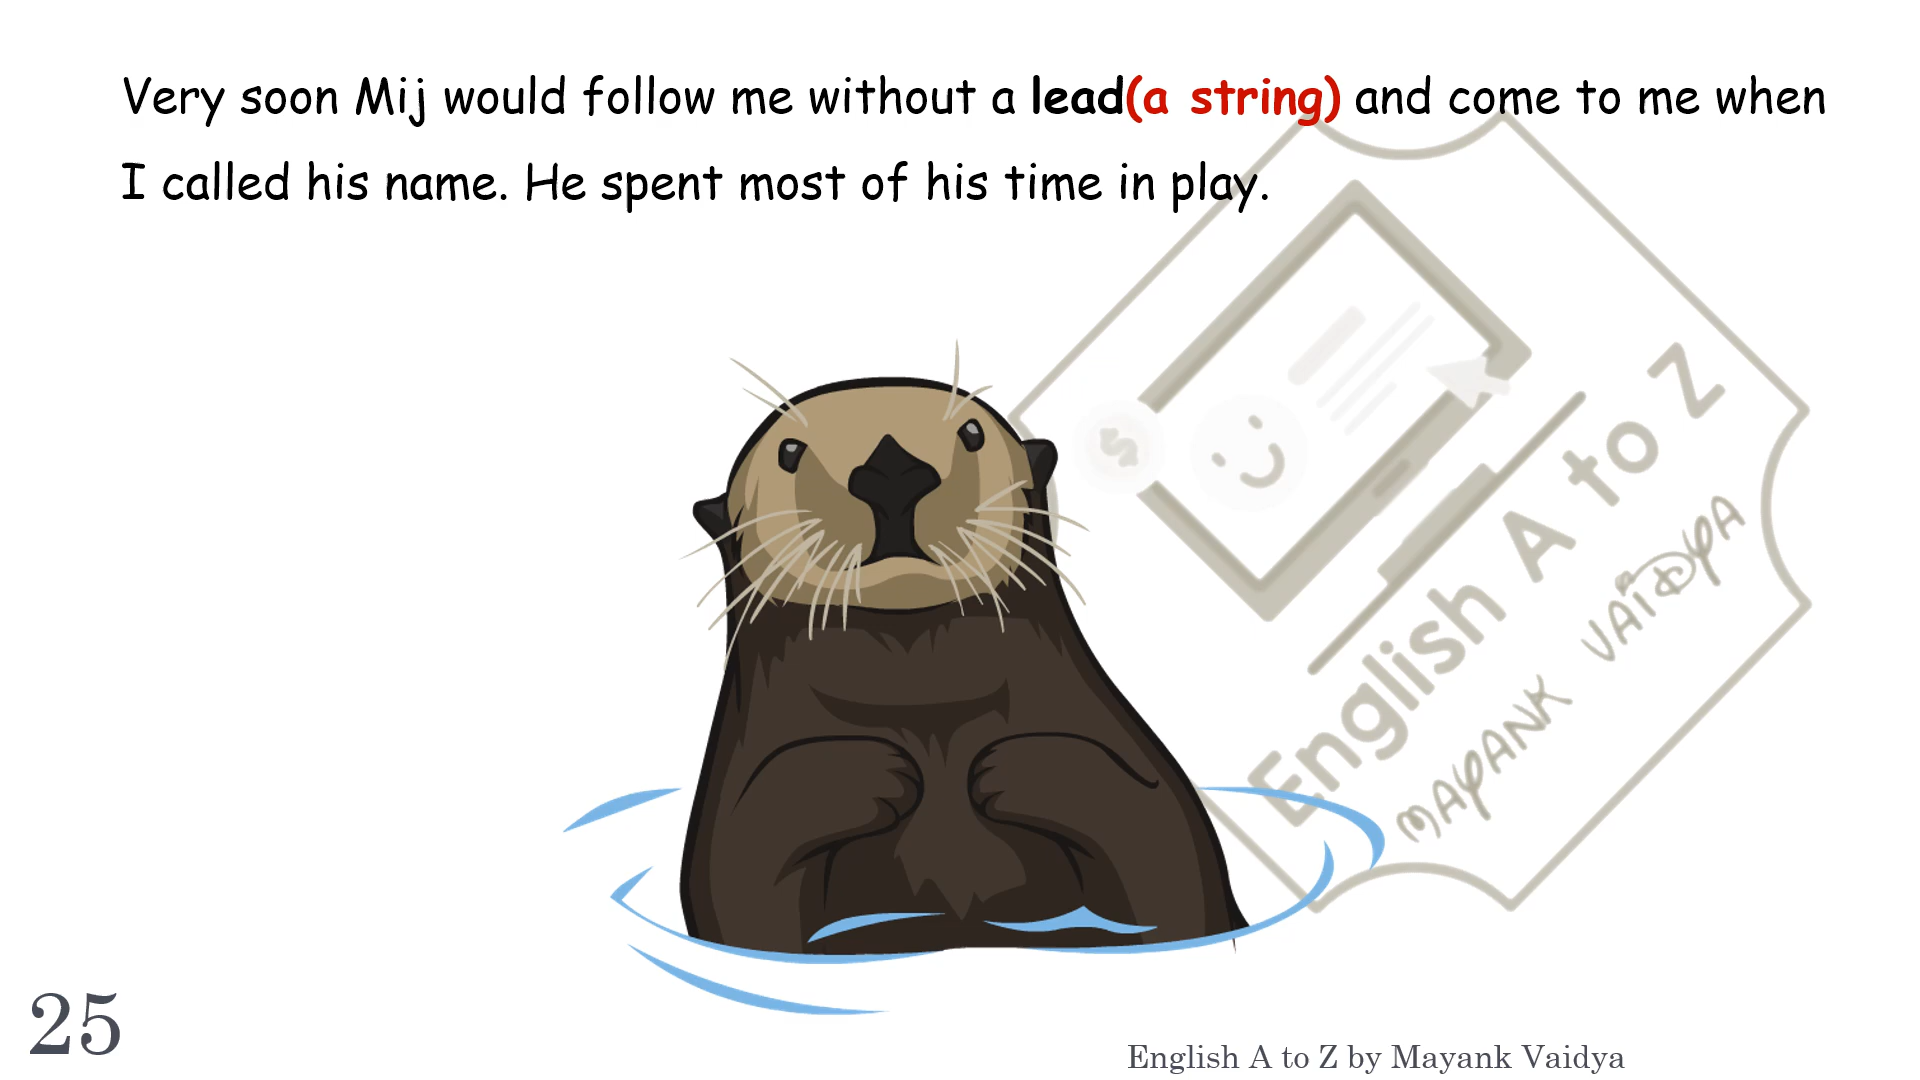 Very soon Mij would follow me without a lead(a string) and come to me when
I called his name. He spent most of his time in play.
English A to Z
MAYANK VAIDYA
25
English A to Z by Mayank Vaidya